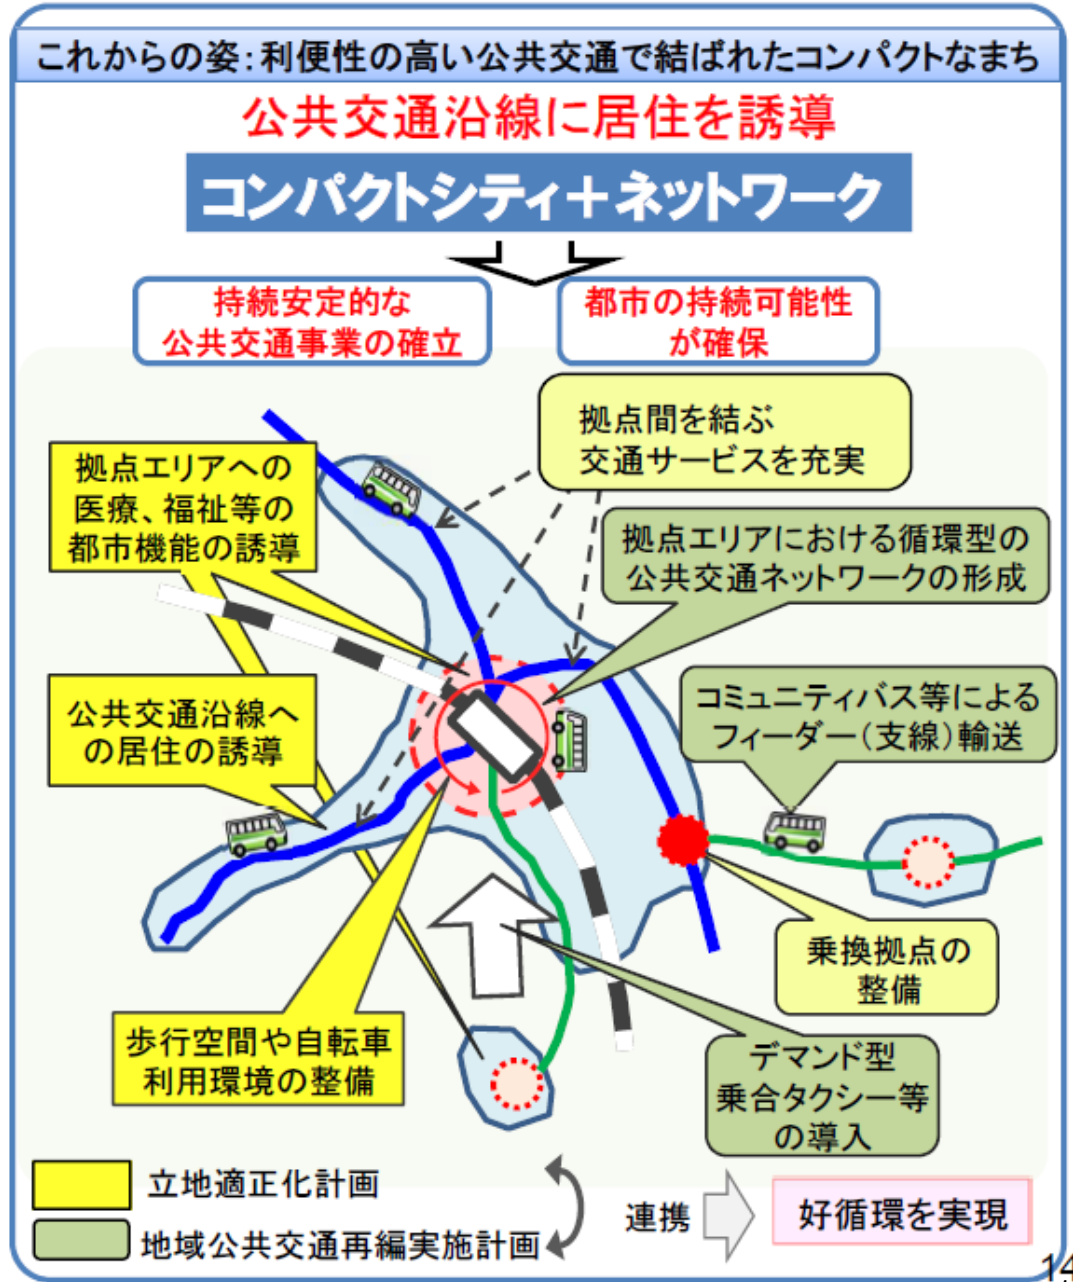 これからの姿：利便性の高い公共交通で結ばれたコンパクトなまち
公共交通沿線に居住を誘導
コンパクトシティ＋ネットワーク
持続安定的な
公共交通事業の確立
都市の持続可能性
が確保
拠点間を結ぶ
交通サービスを充実
拠点エリアへの
医療、福祉等の
都市機能の誘導
拠点エリアにおける循環型の
公共交通ネットワークの形成
公共交通沿線へ
の居住の誘導
コミュニティバス等による
フィーダー（支線）輸送
乗換拠点の
整備
歩行空間や自転車
利用環境の整備
デマンド型
乗合タクシー等
の導入
立地適正化計画
地域公共交通再編実施計画
連携
好循環を実現
14